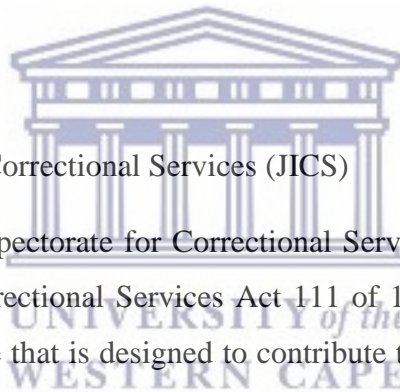 Correctional Services (JICS)
pectorate for Correctional Serv
rectional Services Act 111 of 1
UNIVERSITY of the
that is designed to contribute t
WESTERN CAPE